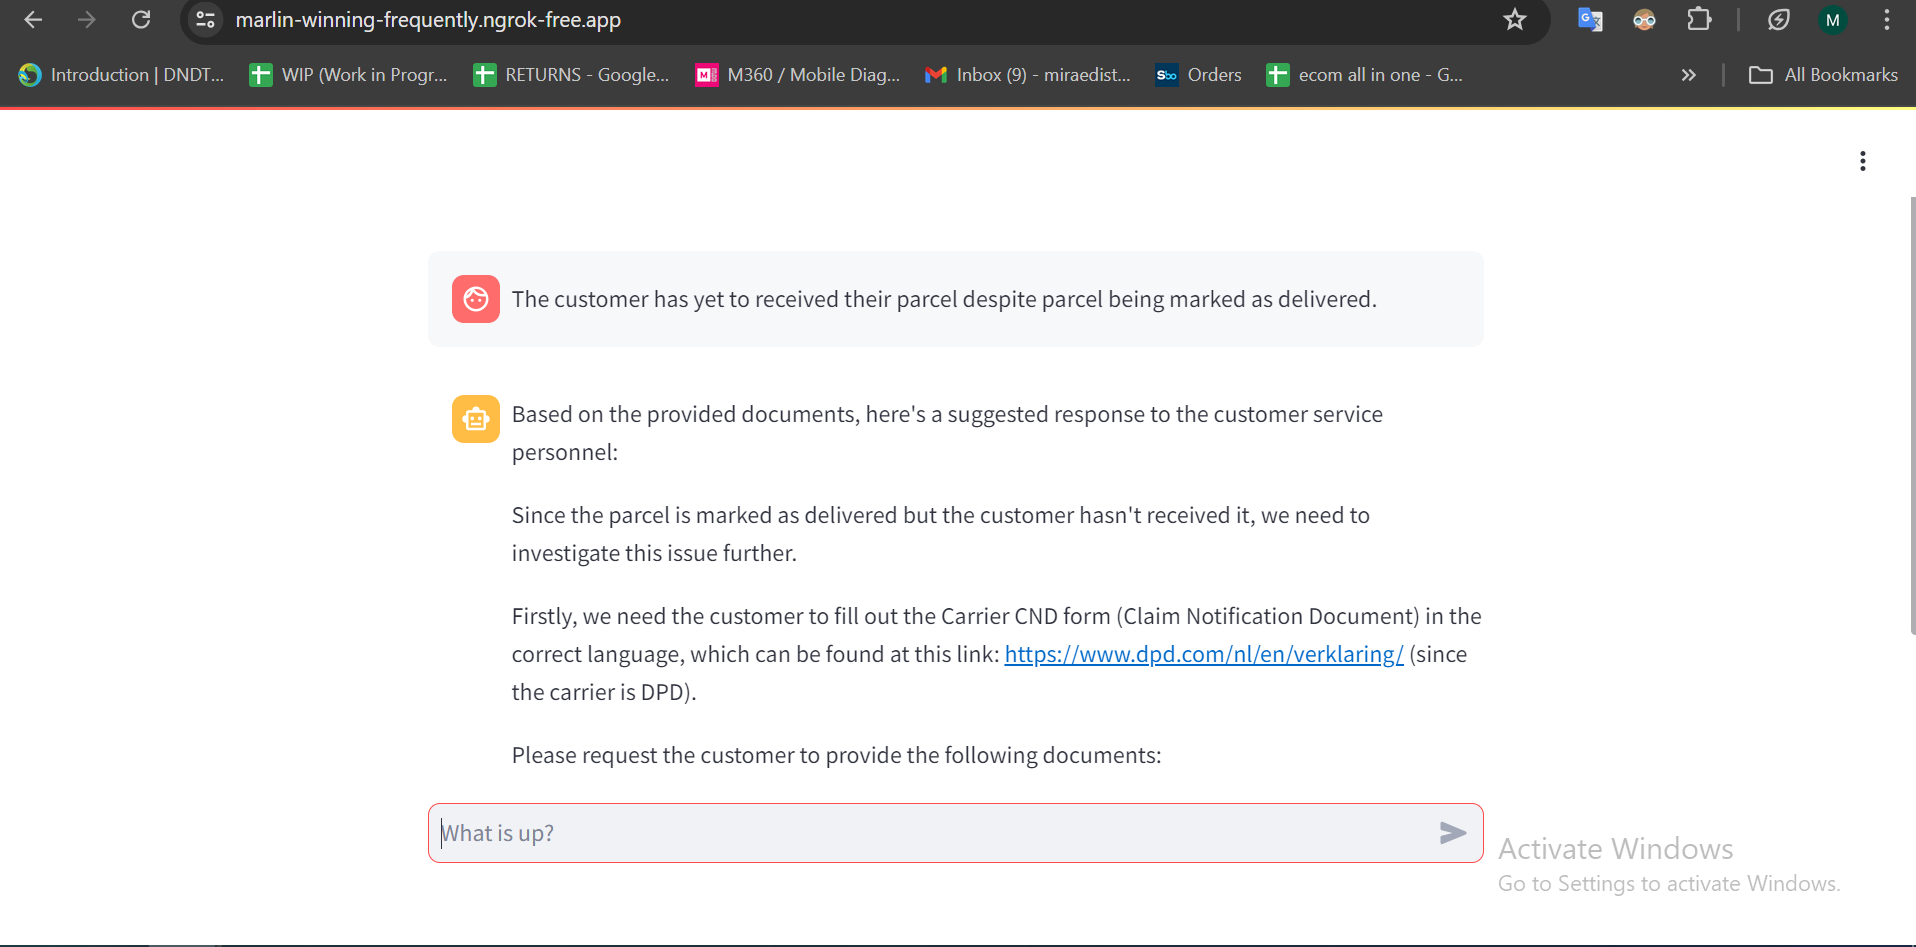 marlin-winning-frequently.ngrok-free.app
M
Introduction | DNDT...
WIP (Work in Progr...
RETURNS - Google...
M360 / Mobile Diag...
Inbox (9) - miraedist...
Sbo Orders
ecom all in one - G...
All Bookmarks
The customer has yet to received their parcel despite parcel being marked as delivered.
Based on the provided documents, here's a suggested response to the customer service
personnel:
Since the parcel is marked as delivered but the customer hasn't received it, we need to
investigate this issue further.
Firstly, we need the customer to fill out the Carrier CND form (Claim Notification Document) in the
correct language, which can be found at this link: https://www.dpd.com/nl/en/verklaring/ (since
the carrier is DPD).
Please request the customer to provide the following documents:
What is up?
Activate Windows
Go to Settings to activate Windows.